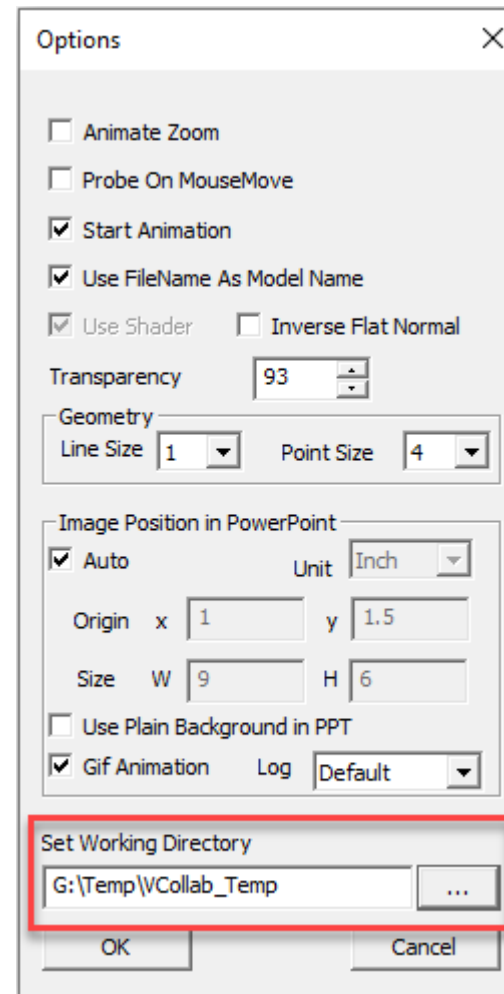 Options
Animate Zoom
Probe On MouseMove
Start Animation
Use FileName As Model Name
Use Shader Inverse Flat Normal
Transparency 93
Geometry
Line Size 1 Point Size 4
Image Position in PowerPoint
Auto Unit Inch
Origin x 1 y 1.5
Size W 9 H 6
Use Plain Background in PPT
Gif Animation Log Default
Set Working Directory
G:\Temp\VCollab_Temp ...
OK Cancel